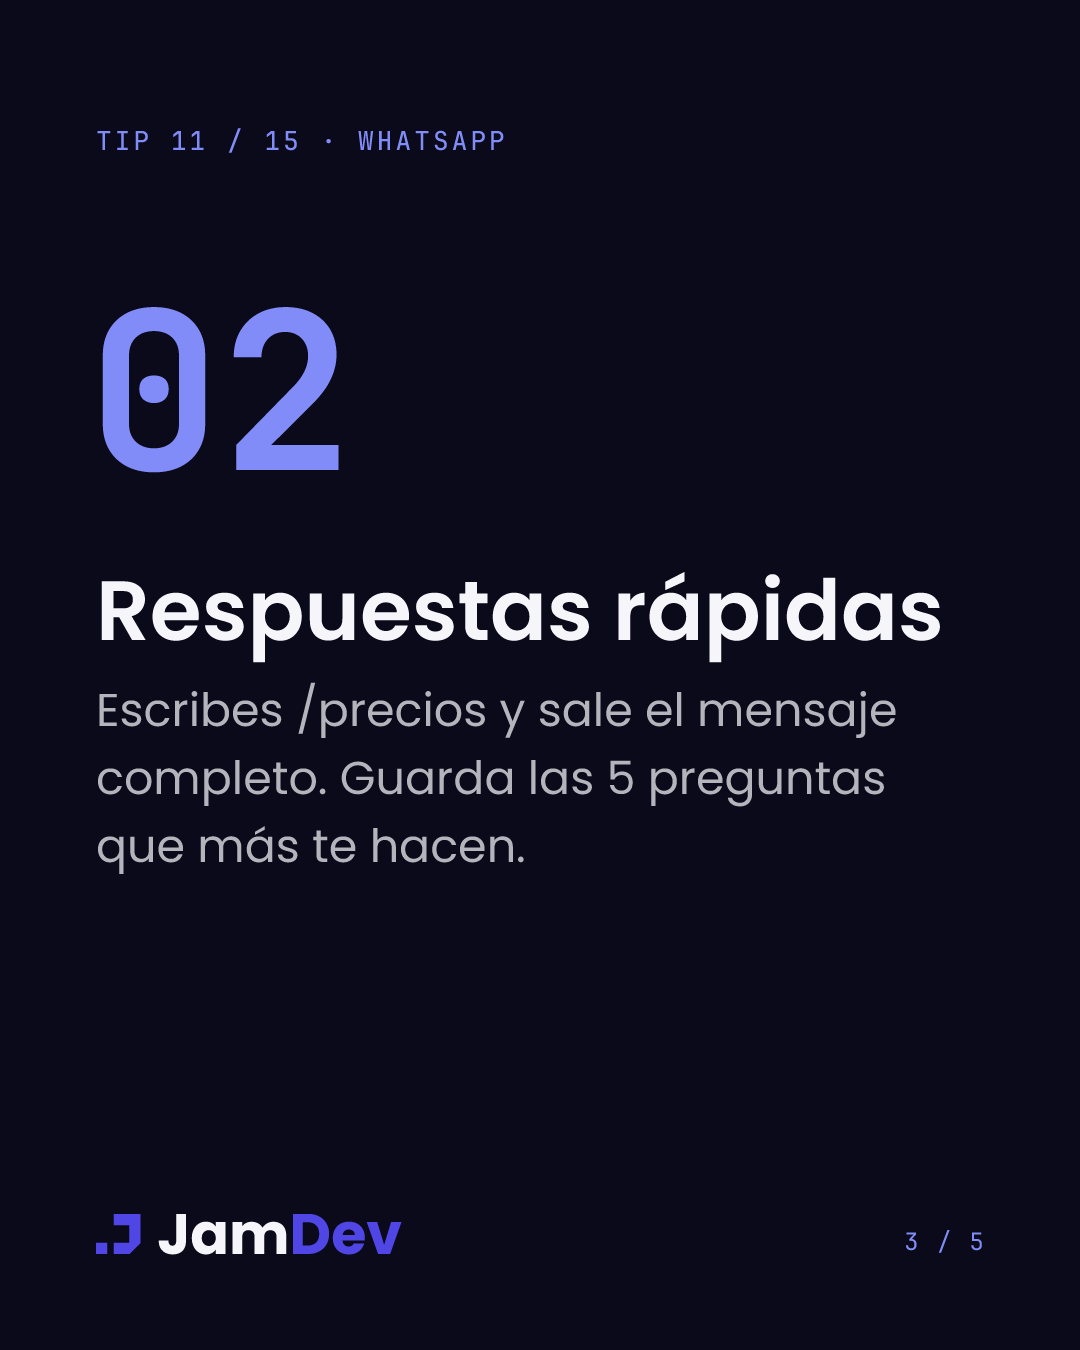 TIP 11 / 15 · WHATSAPP
02
Respuestas rápidas
Escribes /precios y sale el mensaje
completo. Guarda las 5 preguntas
que más te hacen.
JamDev
3 / 5